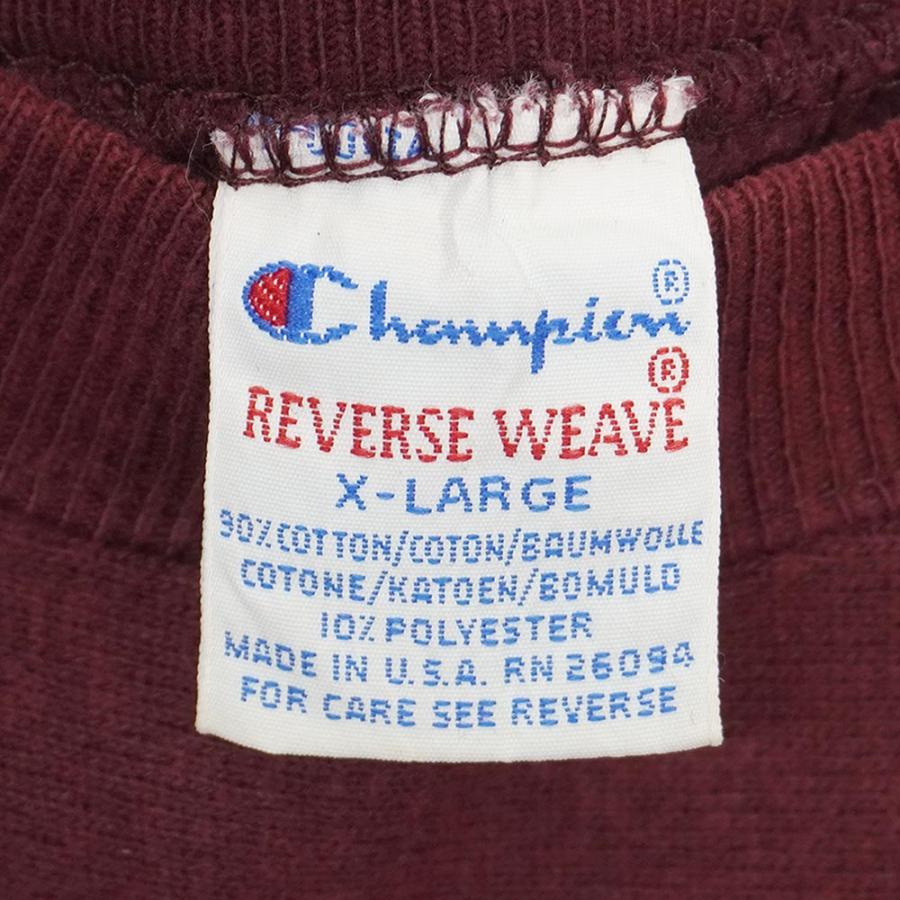 Champion®
REVERSE WEAVE®
X-LARGE
90% COTTON/COTON/BAUMWOLLE
COTONE/KATOEN/BOMULD
10% POLYESTER
MADE IN U.S.A. RN 26094
FOR CARE SEE REVERSE